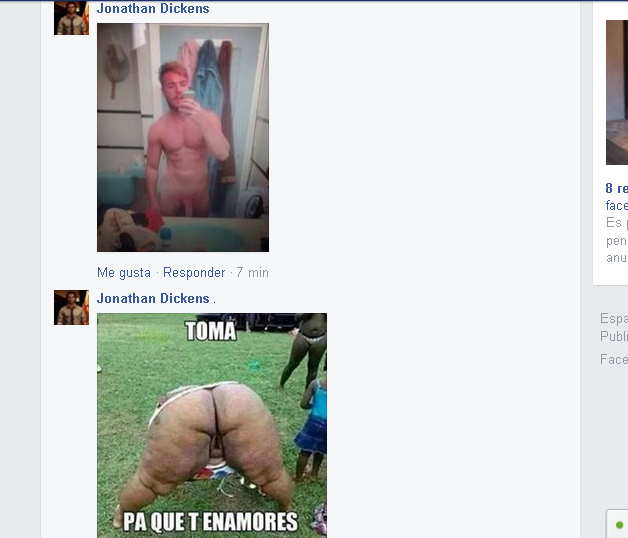 Jonathan Dickens
Me gusta · Responder · 7 min
Jonathan Dickens .
TOMA
PA QUE T ENAMORES
8 re
face
Es
pen
anu
Espa
Publi
Face